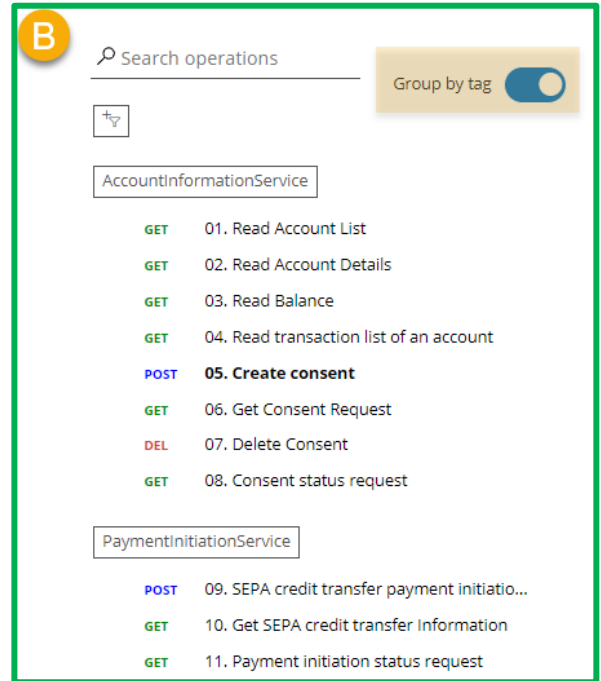 B
Search operations
Group by tag
AccountInformationService
GET 01. Read Account List
GET 02. Read Account Details
GET 03. Read Balance
GET 04. Read transaction list of an account
POST 05. Create consent
GET 06. Get Consent Request
DEL 07. Delete Consent
GET 08. Consent status request
PaymentInitiationService
POST 09. SEPA credit transfer payment initiatio...
GET 10. Get SEPA credit transfer Information
GET 11. Payment initiation status request